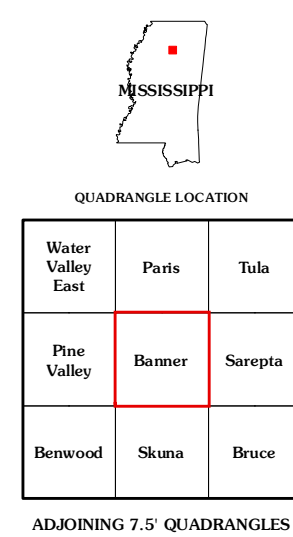 MISSISSIPPI
QUADRANGLE LOCATION
Water
Valley
East
Paris
Tula
Pine
Valley
Banner
Sarepta
Benwood
Skuna
Bruce
ADJOINING 7.5' QUADRANGLES